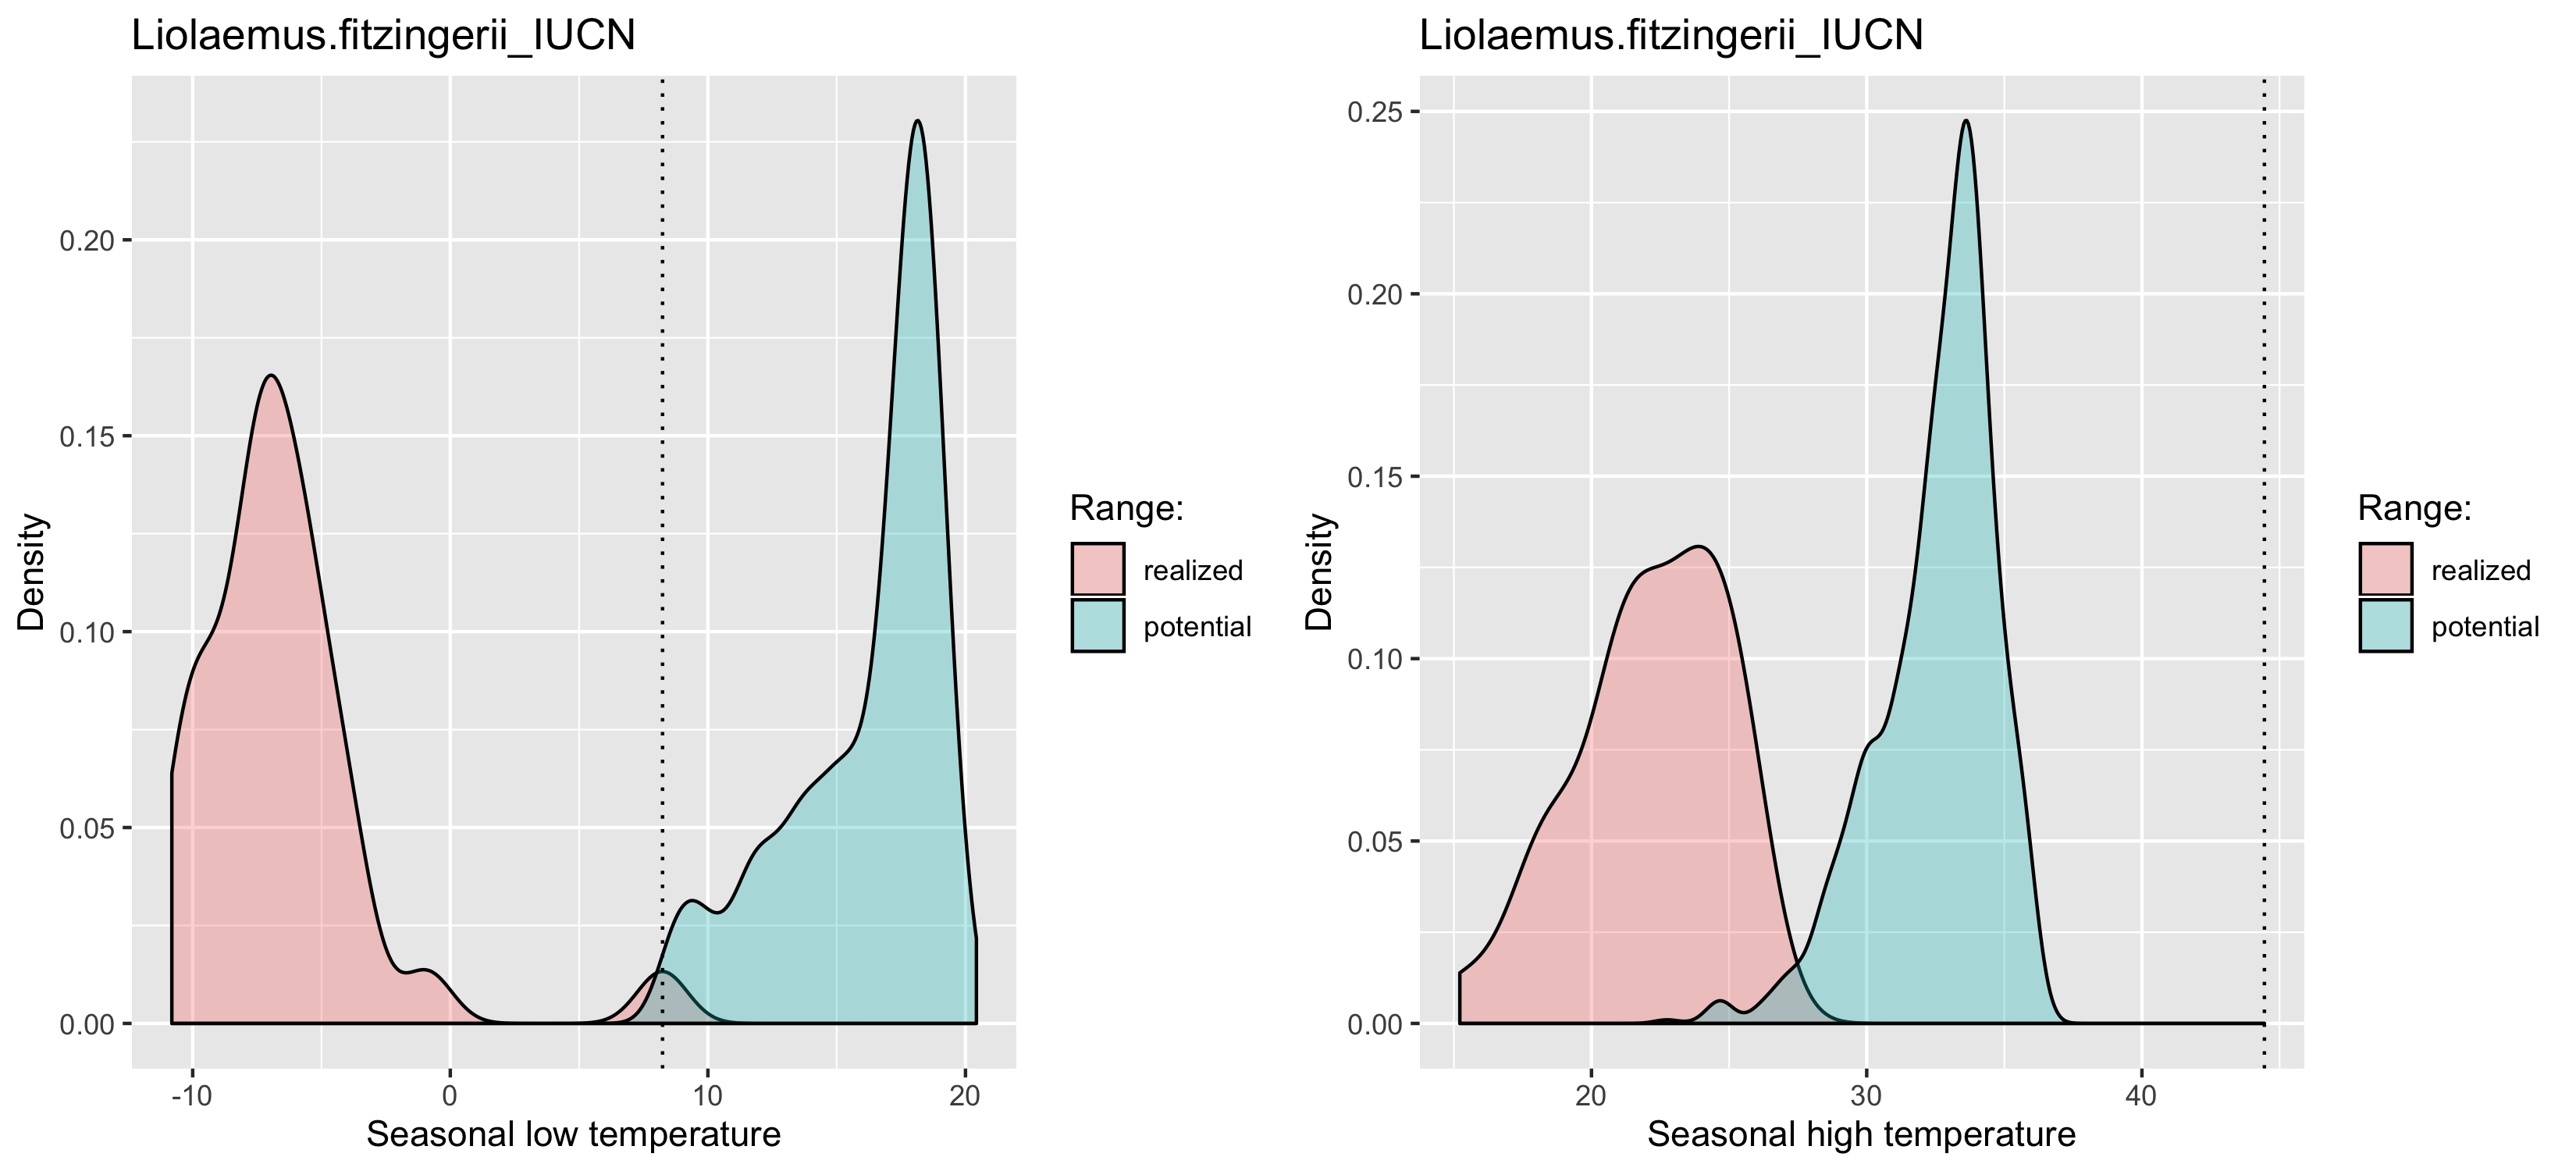 Liolaemus.fitzingerii_IUCN
0.20
0.15
0.10
0.05
0.00
Density
-10 0 10 20
Seasonal low temperature
Range:
realized
potential
Liolaemus.fitzingerii_IUCN
0.25
0.20
0.15
0.10
0.05
0.00
Density
20 30 40
Seasonal high temperature
Range:
realized
potential